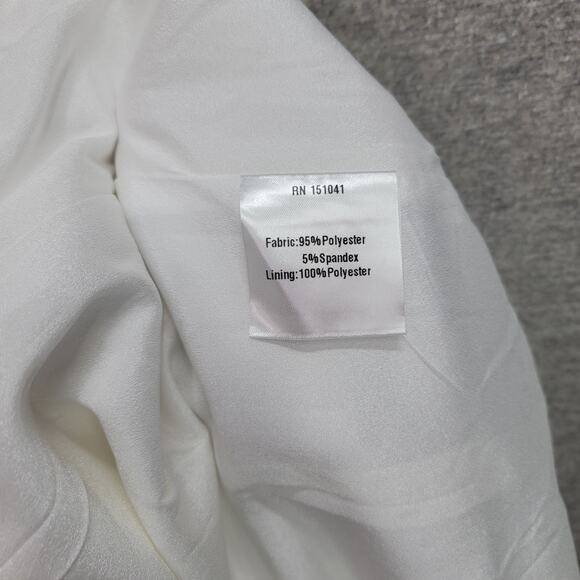 RN 151041
Fabric:95%Polyester
5%Spandex
Lining:100%Polyester